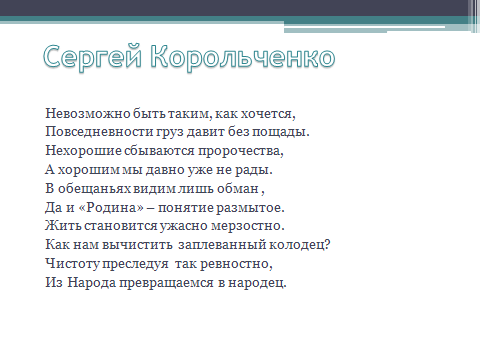 Сергей Корольченко
Невозможно быть таким, как хочется,
Повседневности груз давит без пощады.
Нехорошие сбываются пророчества,
А хорошим мы давно уже не рады.
В обещаньях видим лишь обман ,
Да и «Родина» – понятие размытое.
Жить становится ужасно мерзостно.
Как нам вычистить заплеванный колодец?
Чистоту преследуя так ревностно,
Из Народа превращаемся в народец.